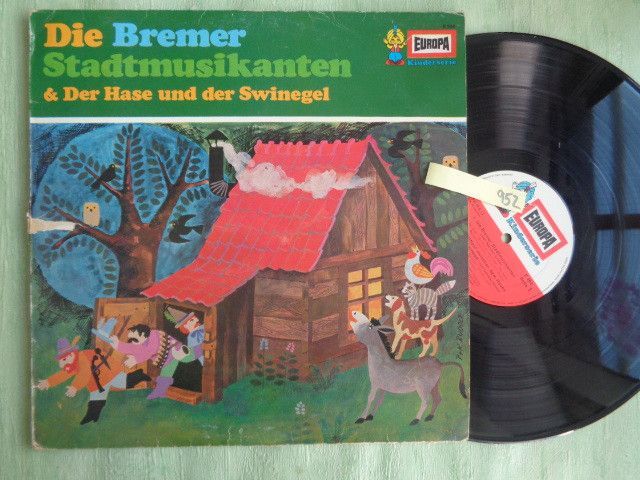 Die Bremer
Stadtmusikanten
& Der Hase und der Swinegel
EUROPA
Kinderserie
952
EUROPA
Kinderserie